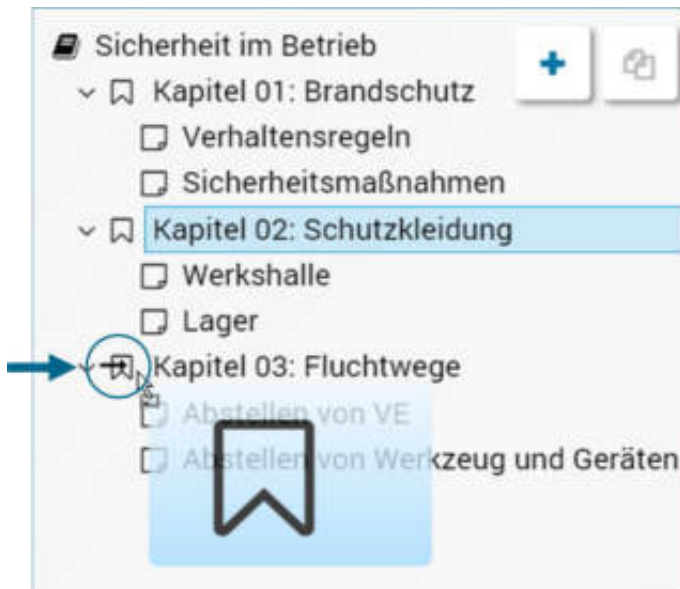 Sicherheit im Betrieb
Kapitel 01: Brandschutz
Verhaltensregeln
Sicherheitsmaßnahmen
Kapitel 02: Schutzkleidung
Werkshalle
Lager
Kapitel 03: Fluchtwege
Abstellen von VE
Abstellen von Werkzeug und Geräten